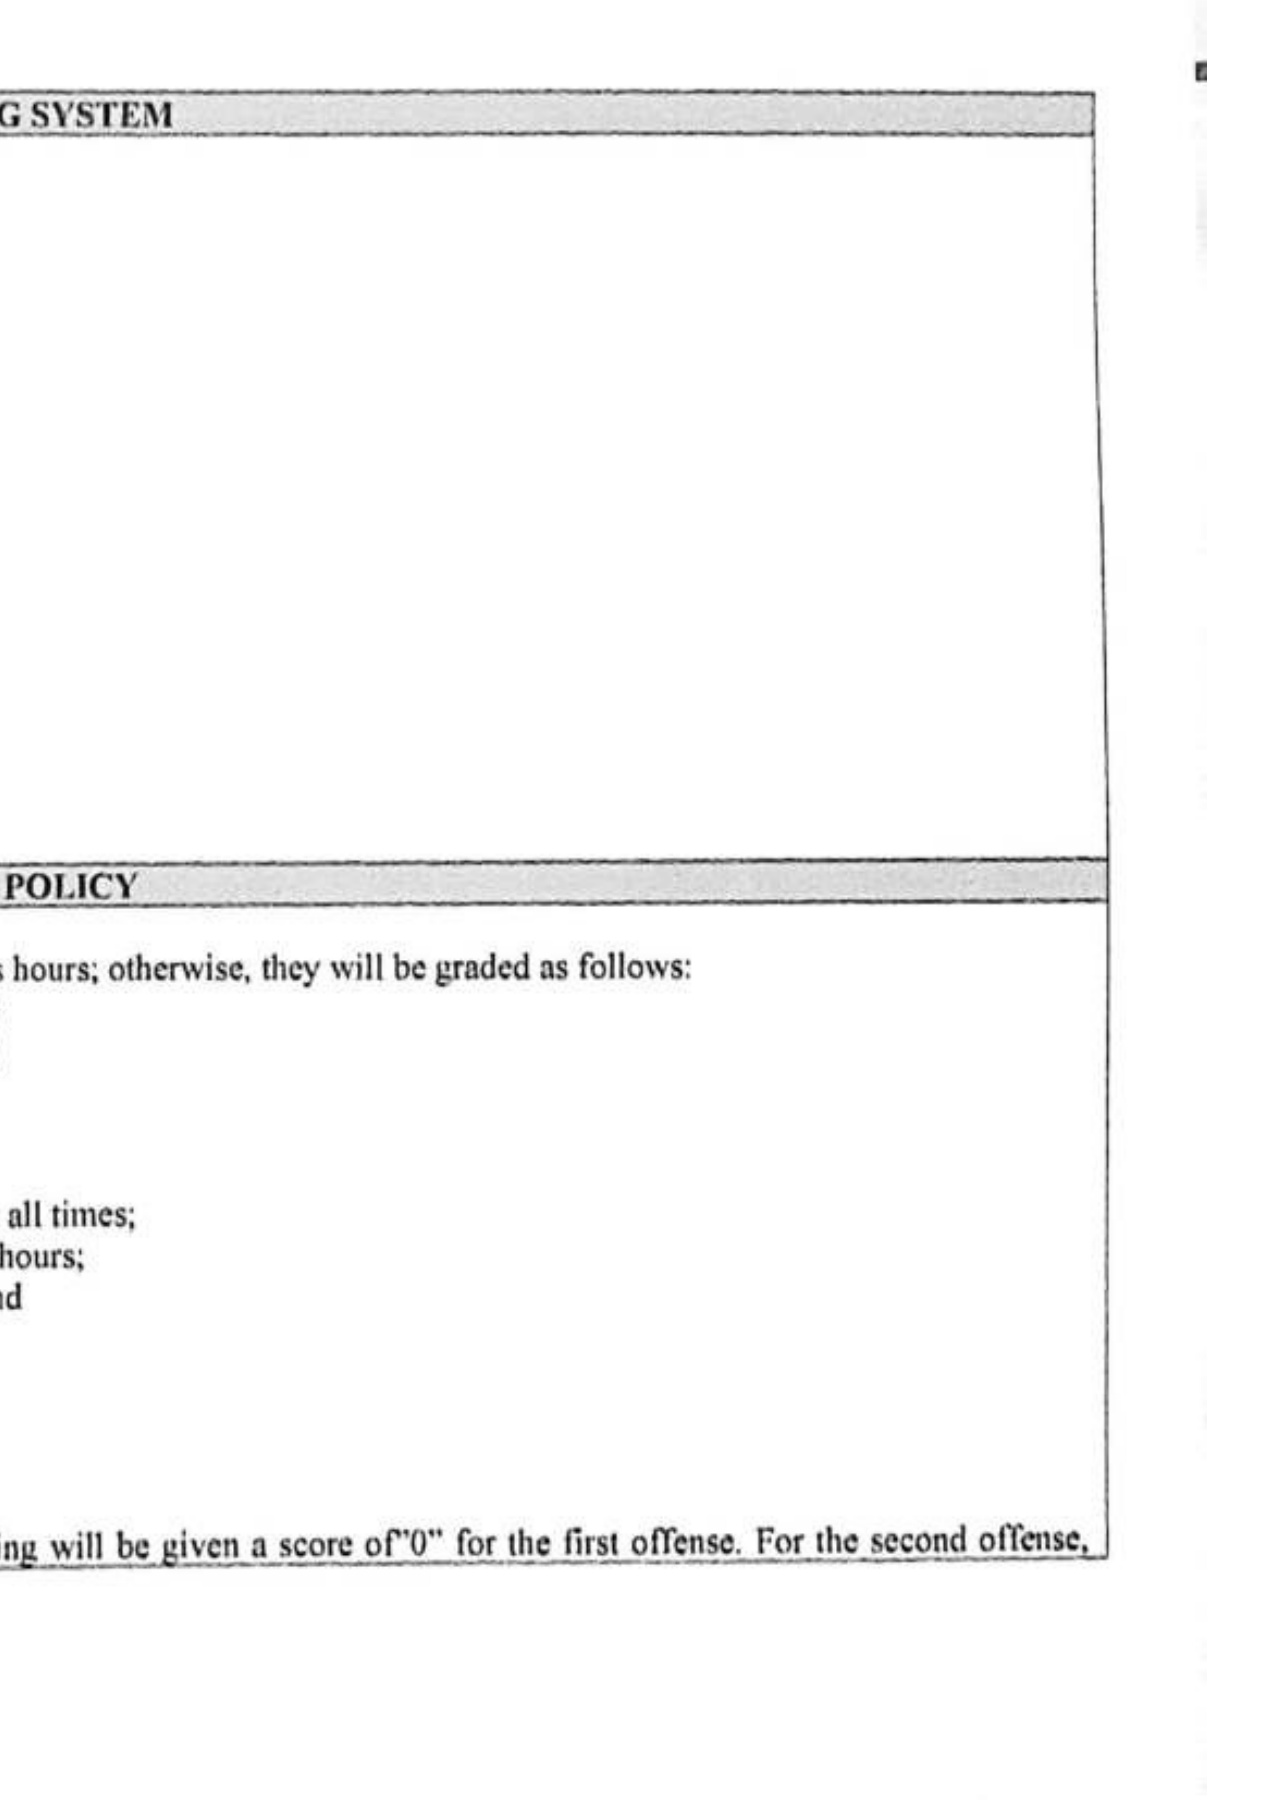 G SYSTEM
POLICY
s hours; otherwise, they will be graded as follows:
all times;
hours;
nd
ing will be given a score of"0" for the first offense. For the second offense,